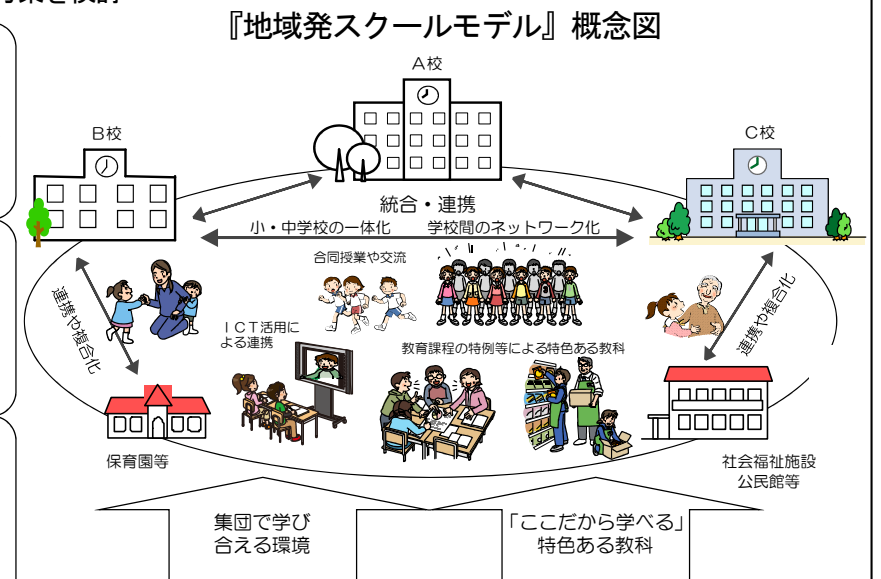 『地域発スクールモデル』概念図
A校
B校
C校
統合・連携
小・中学校の一体化 学校間のネットワーク化
合同授業や交流
ICT活用に
よる連携
教育課程の特例等による特色ある教科
連携や複合化
連携や複合化
保育園等
社会福祉施設
公民館等
集団で学び
合える環境
「ここだから学べる」
特色ある教科